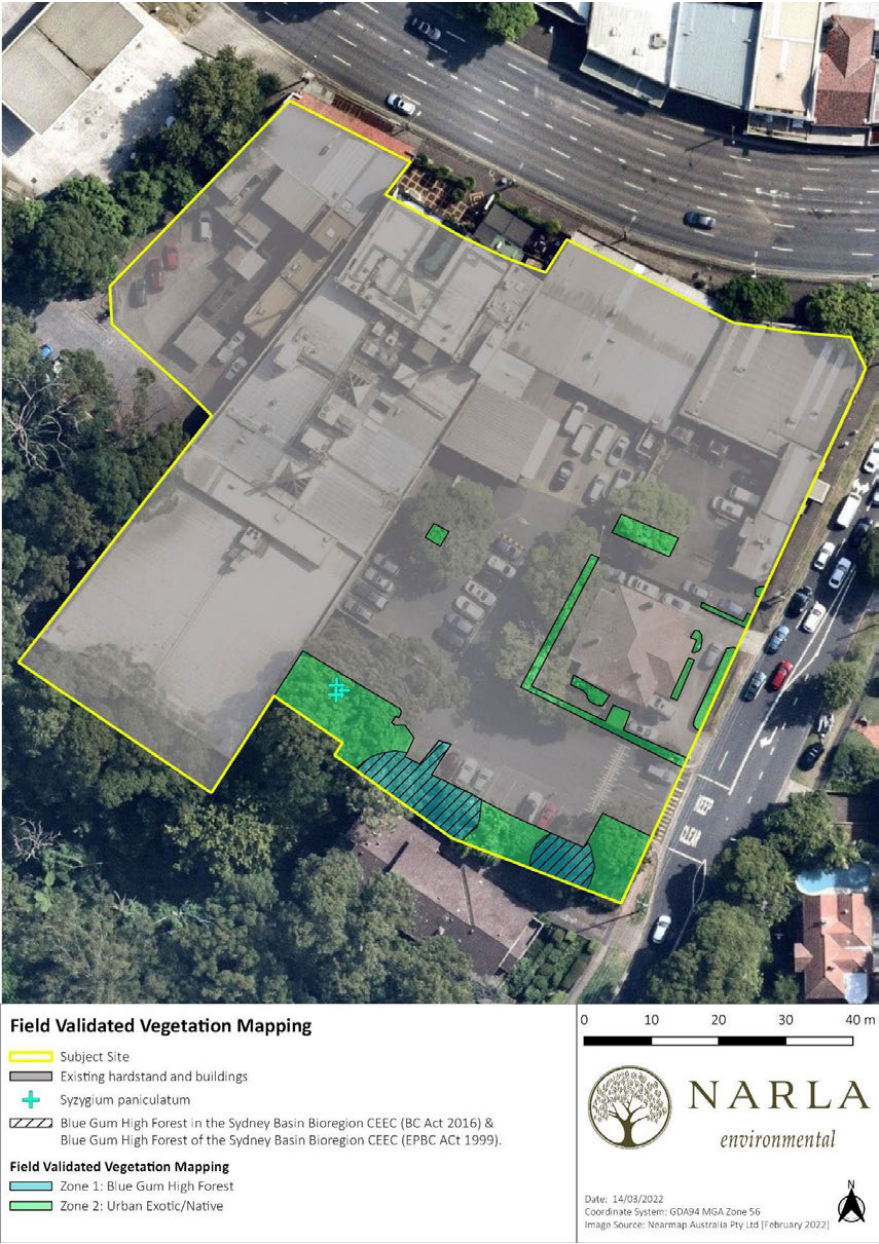 KEEP
CLEAR
Field Validated Vegetation Mapping
Subject Site
Existing hardstand and buildings
Syzygium paniculatum
Blue Gum High Forest in the Sydney Basin Bioregion CEEC (BC Act 2016) &
Blue Gum High Forest of the Sydney Basin Bioregion CEEC (EPBC ACt 1999).
Field Validated Vegetation Mapping
Zone 1: Blue Gum High Forest
Zone 2: Urban Exotic/Native
0 10 20 30 40 m
NARLA
environmental
N
Date: 14/03/2022
Coordinate System: GDA94 MGA Zone 56
Image Source: Nearmap Australia Pty Ltd [February 2022]